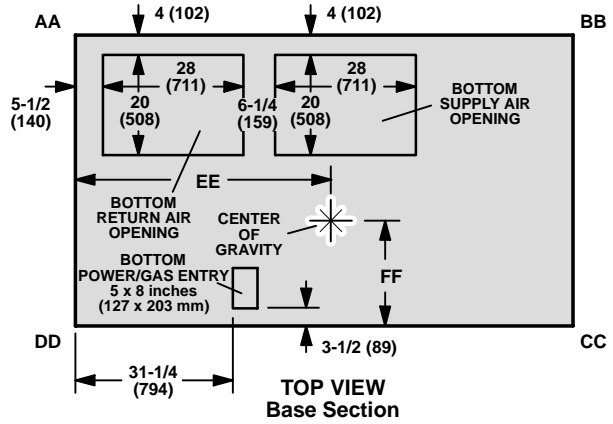 AA
4 (102)
4 (102)
BB
28
(711)
28
(711)
5-1/2
(140)
20
(508)
6-1/4
(159)
20
(508)
BOTTOM
SUPPLY AIR
OPENING
EE
BOTTOM
RETURN AIR
OPENING
CENTER
OF
GRAVITY
BOTTOM
POWER/GAS ENTRY
5 x 8 inches
(127 x 203 mm)
FF
DD
3-1/2 (89)
CC
31-1/4
(794)
TOP VIEW
Base Section